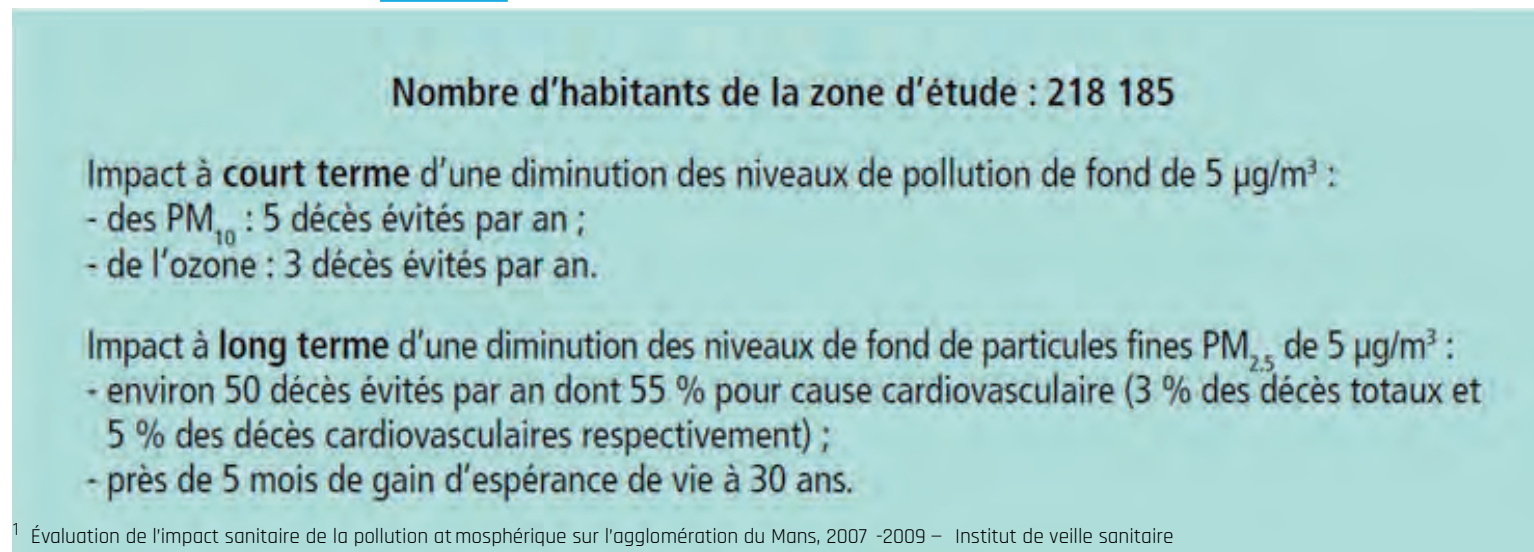 Nombre d'habitants de la zone d'étude : 218 185
Impact à court terme d'une diminution des niveaux de pollution de fond de 5 µg/m³ :
- des PM₁₀ : 5 décès évités par an ;
- de l'ozone : 3 décès évités par an.
Impact à long terme d'une diminution des niveaux de fond de particules fines PM₂.₅ de 5 µg/m³ :
- environ 50 décès évités par an dont 55 % pour cause cardiovasculaire (3 % des décès totaux et
5 % des décès cardiovasculaires respectivement) ;
- près de 5 mois de gain d'espérance de vie à 30 ans.
¹ Évaluation de l'impact sanitaire de la pollution atmosphérique sur l'agglomération du Mans, 2007 -2009 – Institut de veille sanitaire